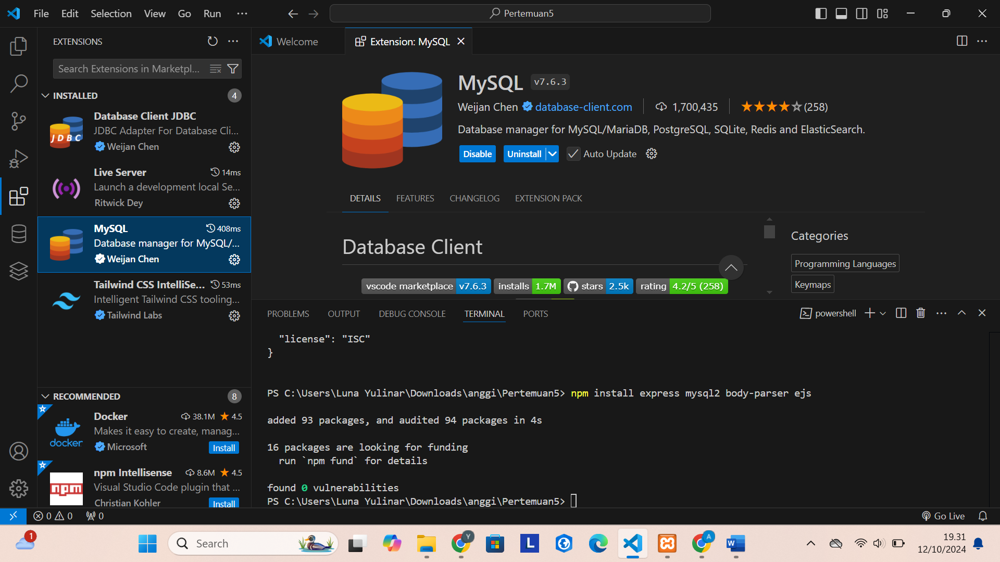 File Edit Selection View Go Run ···
Pertemuan5
EXTENSIONS
Search Extensions in Marketpl...
INSTALLED 4
Database Client JDBC
JDBC Adapter For Database Cli...
Weijan Chen
JDBC
Live Server 14ms
Launch a development local Se...
Ritwick Dey
MySQL 408ms
Database manager for MySQL/...
Weijan Chen
Tailwind CSS IntelliSe... 53ms
Intelligent Tailwind CSS tooling...
Tailwind Labs
RECOMMENDED 8
Docker 38.1M 4.5
Makes it easy to create, manag...
docker
Microsoft Install
npm Intellisense 8.6M 4.5
Visual Studio Code plugin that ...
npm
Christian Kohler Install
Welcome
Extension: MySQL
MySQL v7.6.3
Weijan Chen database-client.com 1,700,435 (258)
Database manager for MySQL/MariaDB, PostgreSQL, SQLite, Redis and ElasticSearch.
Disable Uninstall Auto Update
DETAILS FEATURES CHANGELOG EXTENSION PACK
Database Client
vscode marketplace v7.6.3 installs 1.7M stars 2.5k rating 4.2/5 (258)
Categories
Programming Languages
Keymaps
PROBLEMS OUTPUT DEBUG CONSOLE TERMINAL PORTS
powershell
"license": "ISC"
}
PS C:\Users\Luna Yulinar\Downloads\anggi\Pertemuan5> npm install express mysql2 body-parser ejs
added 93 packages, and audited 94 packages in 4s
16 packages are looking for funding
run `npm fund` for details
found 0 vulnerabilities
PS C:\Users\Luna Yulinar\Downloads\anggi\Pertemuan5>
0 0 0
Go Live
1
Search
Y
L
A
W
19.31
12/10/2024